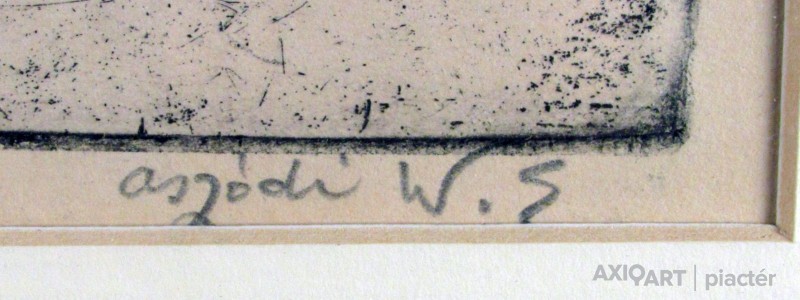 aszódi W. S
AXIOART | piactér